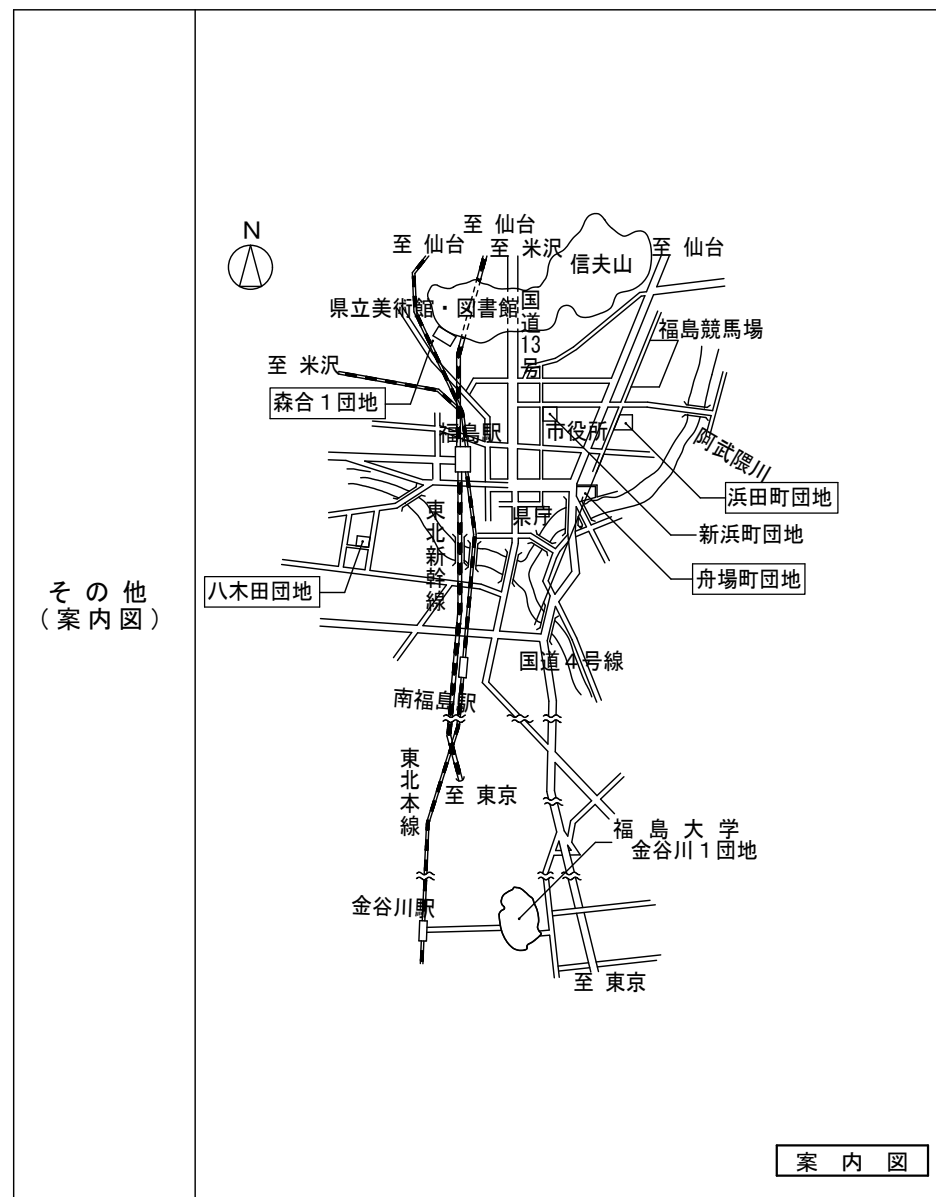 その他
(案内図)
N
至 仙台
至 仙台
至 米沢
至 仙台
信夫山
県立美術館・図書館
国道13号
福島競馬場
至 米沢
森合1団地
福島駅
市役所
阿武隈川
浜田町団地
県庁
新浜町団地
東北新幹線
舟場町団地
八木田団地
国道4号線
南福島駅
東北本線
至 東京
福島大学
金谷川1団地
金谷川駅
至 東京
案内図